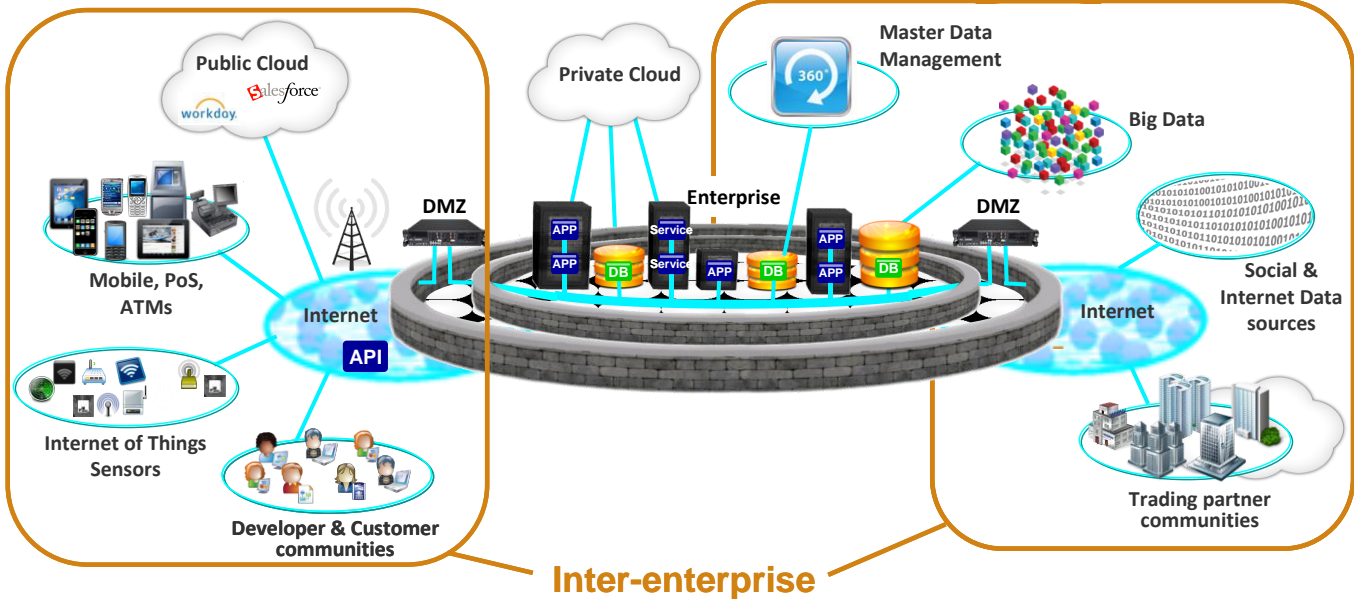 Public Cloud
salesforce
workday.
Private Cloud
360°
Master Data
Management
Big Data
Enterprise
DMZ
DMZ
APP
APP
DB
Service
Service
APP
DB
APP
APP
DB
Mobile, PoS,
ATMs
Internet
API
Internet
Social &
Internet Data
sources
Internet of Things
Sensors
Developer & Customer
communities
Trading partner
communities
Inter-enterprise